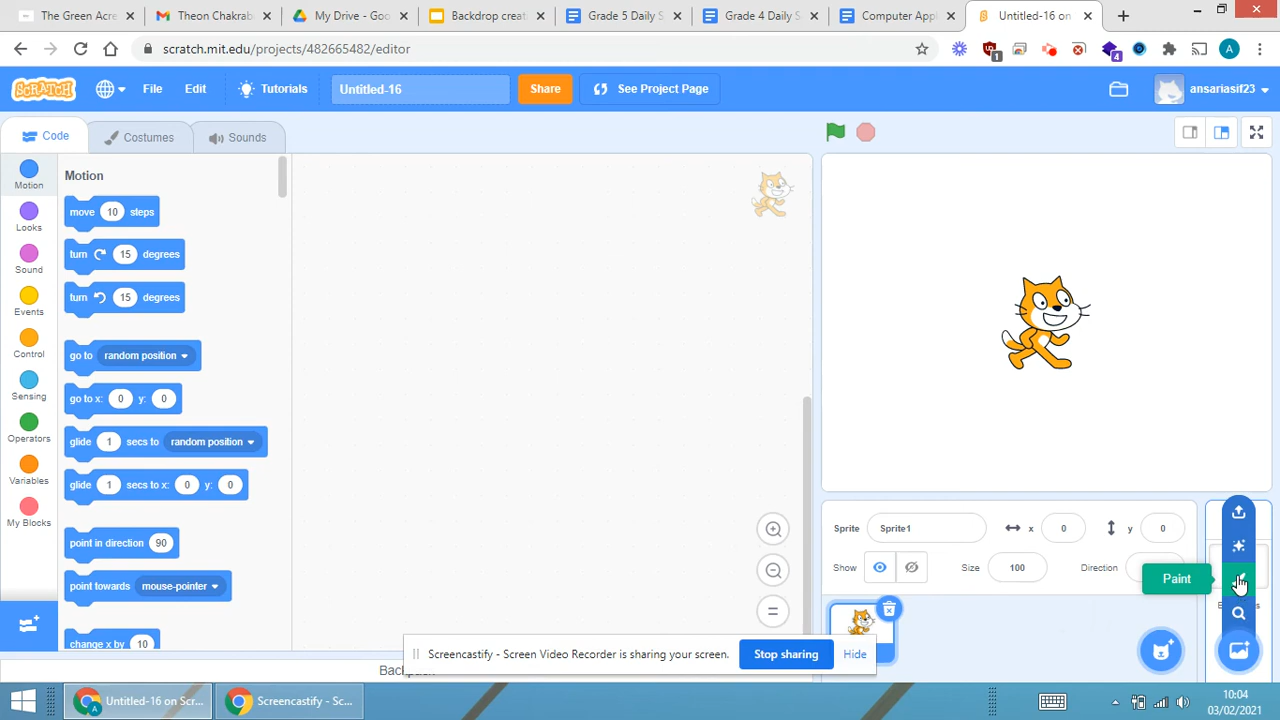 The Green Acre
Theon Chakrab
My Drive - Goo
Backdrop creat
Grade 5 Daily S
Grade 4 Daily S
Computer Appl
Untitled-16 on
scratch.mit.edu/projects/482665482/editor
1
4
A
SCRATCH
File
Edit
Tutorials
Untitled-16
Share
See Project Page
ansariasif23
Code
Costumes
Sounds
Motion
Looks
Sound
Events
Control
Sensing
Operators
Variables
My Blocks
Motion
move 10 steps
turn 15 degrees
turn 15 degrees
go to random position
go to x: 0 y: 0
glide 1 secs to random position
glide 1 secs to x: 0 y: 0
point in direction 90
point towards mouse-pointer
change x by 10
Sprite Sprite1 x 0 y 0
Show Size 100 Direction
Paint
Screencastify - Screen Video Recorder is sharing your screen.
Stop sharing
Hide
Untitled-16 on Scr...
Screencastify - Sc...
10:04
03/02/2021